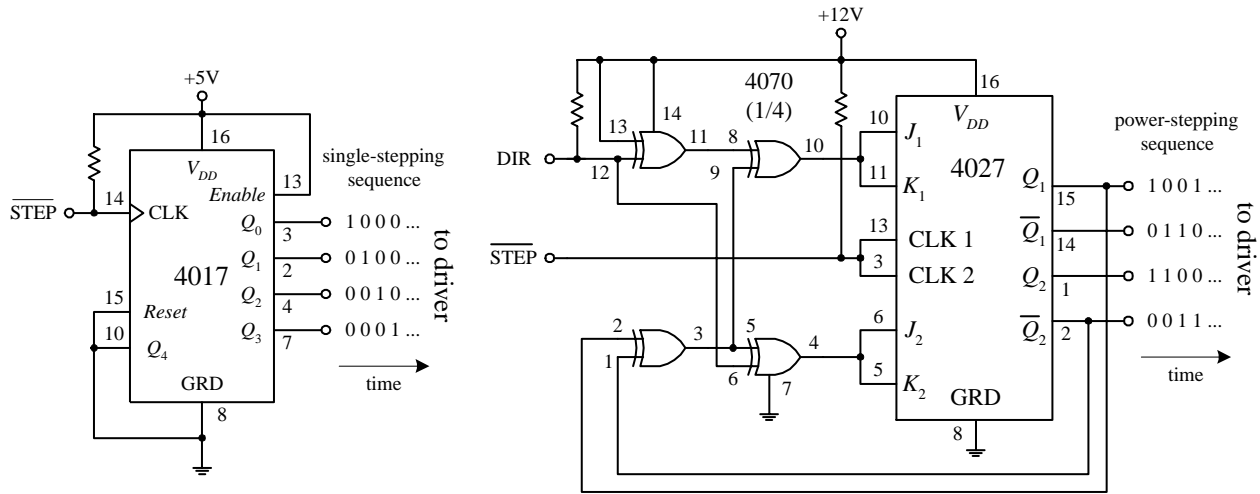 +5V
16
V_DD
Enable
13
14
CLK
STEP
single-stepping
sequence
Q0
3
1 0 0 0 ...
Q1
2
0 1 0 0 ...
4017
Q2
4
0 0 1 0 ...
Q3
7
0 0 0 1 ...
15
Reset
10
Q4
GRD
8
to driver
time
+12V
4070
(1/4)
14
13
11
12
DIR
8
9
10
16
V_DD
10
J1
11
K1
4027
13
CLK 1
3
CLK 2
STEP
2
1
3
5
6
4
7
6
J2
5
K2
GRD
8
power-stepping
sequence
Q1
15
1 0 0 1 ...
Q̅1
14
0 1 1 0 ...
Q2
1
1 1 0 0 ...
Q̅2
2
0 0 1 1 ...
to driver
time